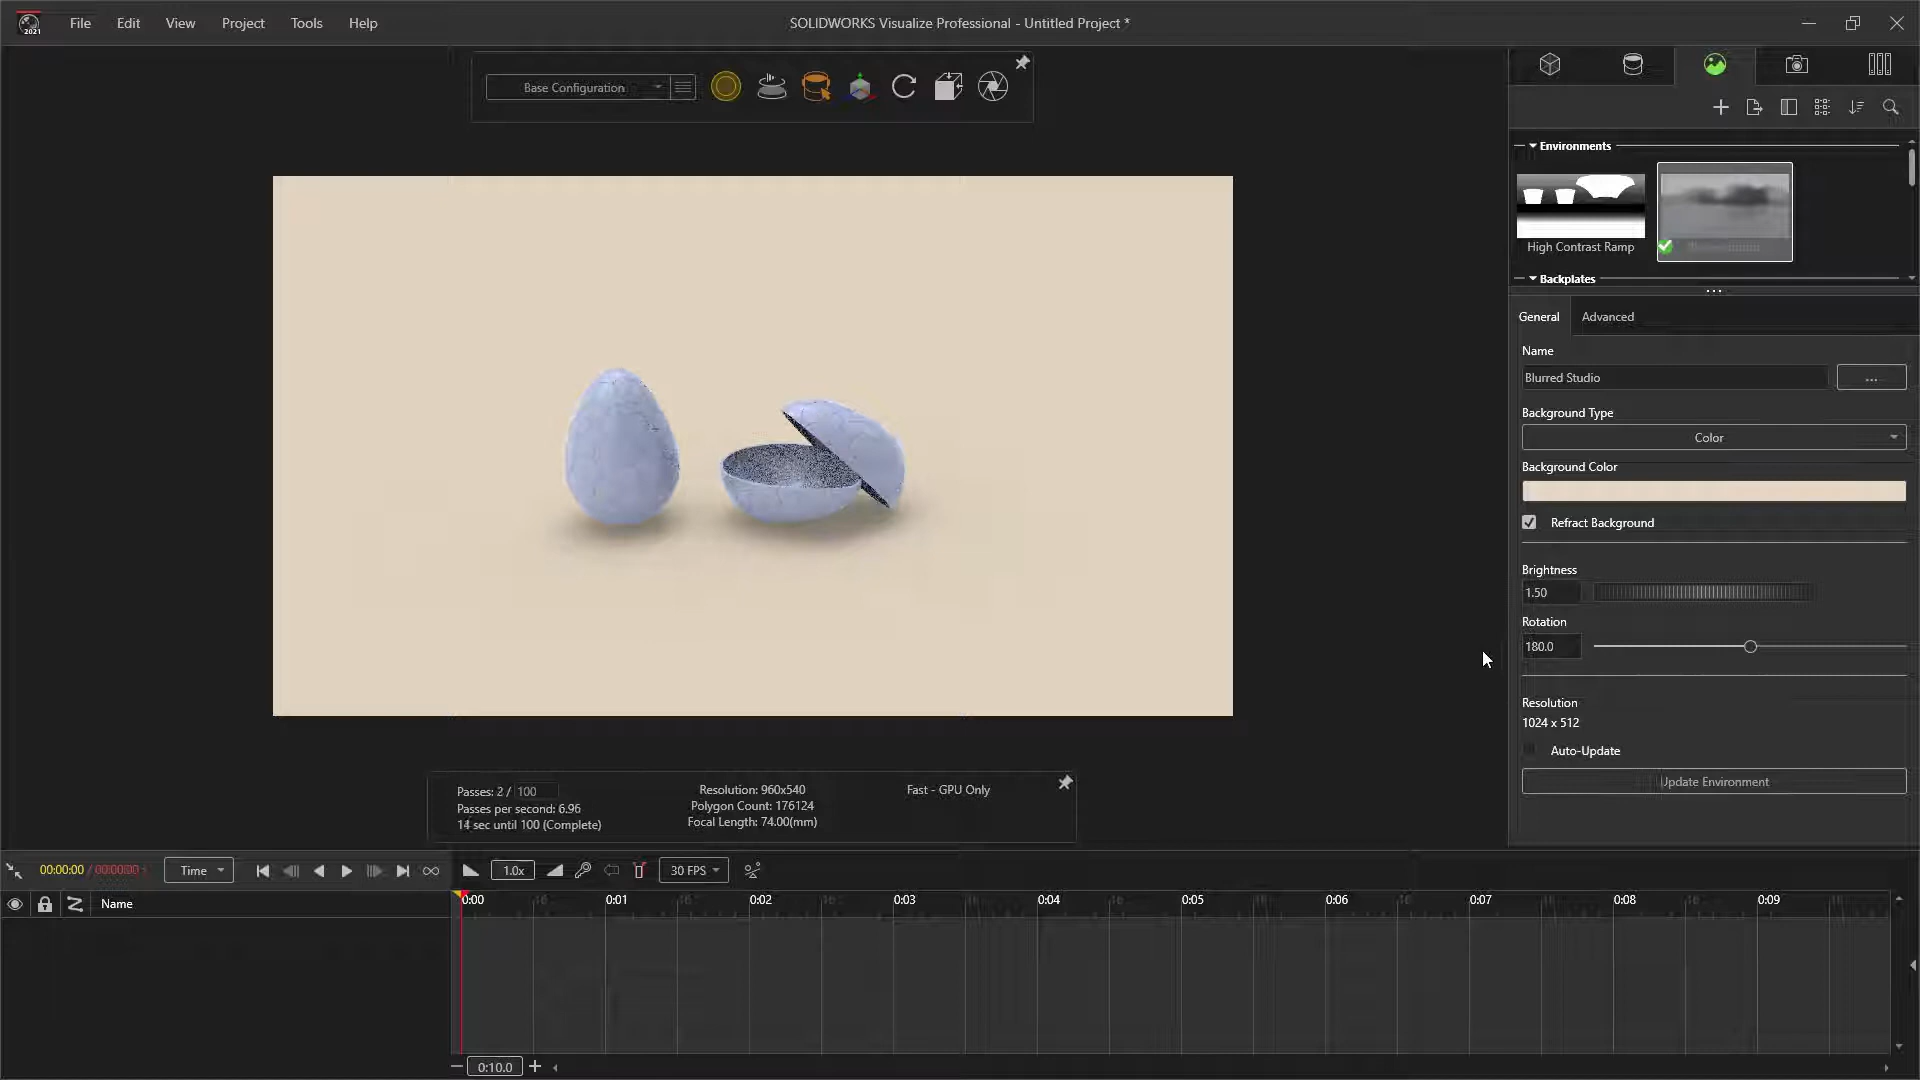 2021
File Edit View Project Tools Help
SOLIDWORKS Visualize Professional - Untitled Project *
Base Configuration
Environments
High Contrast Ramp
Backplates
General Advanced
Name
Blurred Studio
...
Background Type
Color
Background Color
Refract Background
Brightness
1.50
Rotation
180.0
Resolution
1024 x 512
Auto-Update
Update Environment
Passes: 2 / 100
Passes per second: 6.96
14 sec until 100 (Complete)
Resolution: 960x540
Polygon Count: 176124
Focal Length: 74.00(mm)
Fast - GPU Only
00:00:00 / 00:00:00
Time
1.0x
30 FPS
Name
0:00 0:01 0:02 0:03 0:04 0:05 0:06 0:07 0:08 0:09
0:10.0